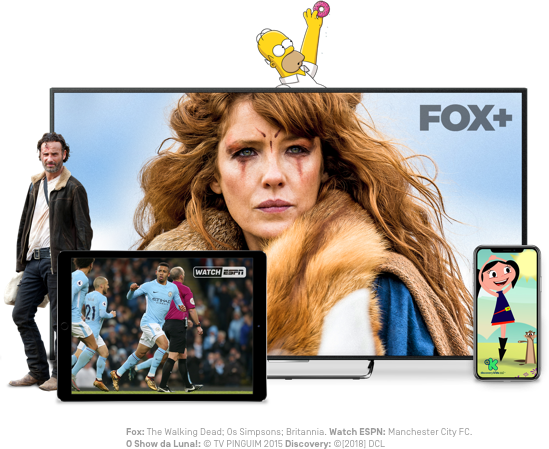 FOX+
WATCH ESPN
21
Fox: The Walking Dead; Os Simpsons; Britannia. Watch ESPN: Manchester City FC.
O Show da Luna!: © TV PINGUIM 2015 Discovery: ©(2018) DCL